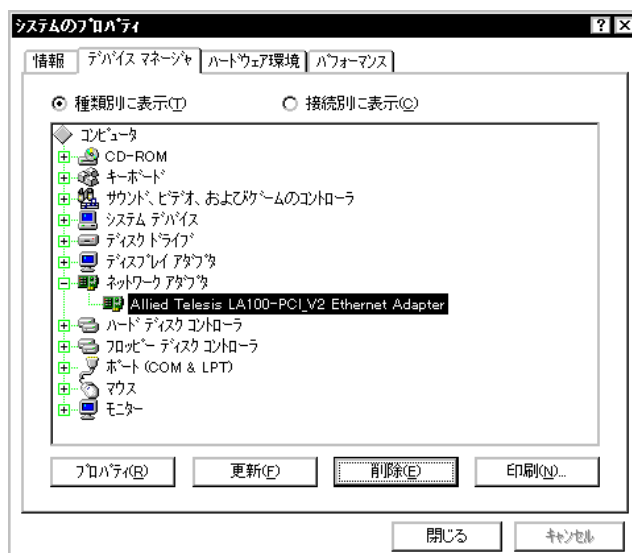 システムのプロパティ
情報 デバイス マネージャ ハードウェア環境 パフォーマンス
種類別に表示(T) 接続別に表示(C)
コンピュータ
CD-ROM
キーボード
サウンド、ビデオ、およびゲームのコントローラ
システム デバイス
ディスク ドライブ
ディスプレイ アダプタ
ネットワーク アダプタ
Allied Telesis LA100-PCI_V2 Ethernet Adapter
ハード ディスク コントローラ
フロッピー ディスク コントローラ
ポート (COM & LPT)
マウス
モニター
プロパティ(R) 更新(F) 削除(E) 印刷(N)...
閉じる キャンセル